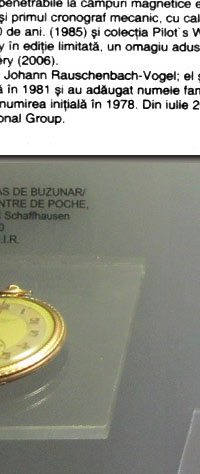 penetrabile la câmpuri magnetice e
și primul cronograf mecanic, cu cal
0 de ani. (1985) și colecția Pilot`s W
y în ediție limitată, un omagiu adus
éry (2006).
Johann Rauschenbach-Vogel; el ș
ă în 1981 și au adăugat numele fam
numirea inițială în 1978. Din iulie 2
onal Group.
AS DE BUZUNAR/
NTRE DE POCHE,
Schaffhausen
0
.I.R.